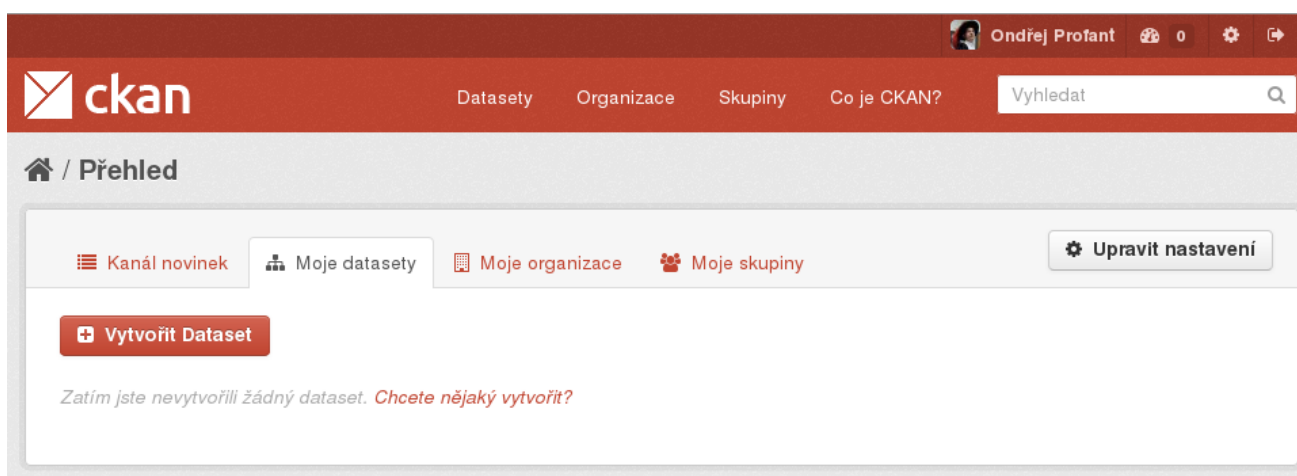 Ondřej Profant 0
ckan Datasety Organizace Skupiny Co je CKAN? Vyhledat
/ Přehled
Kanál novinek Moje datasety Moje organizace Moje skupiny Upravit nastavení
Vytvořit Dataset
Zatím jste nevytvořili žádný dataset. Chcete nějaký vytvořit?